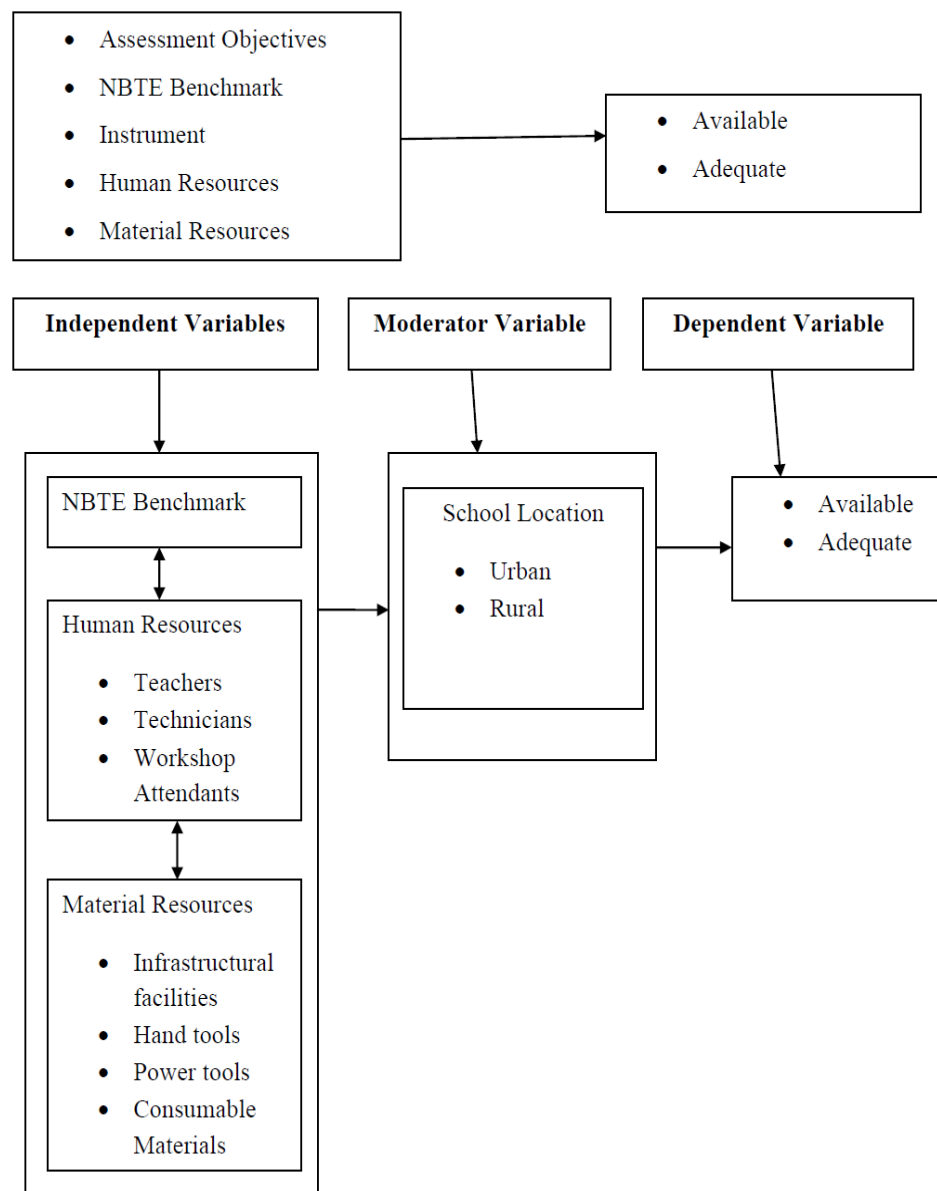 • Assessment Objectives
• NBTE Benchmark
• Instrument
• Human Resources
• Material Resources
• Available
• Adequate
Independent Variables
Moderator Variable
Dependent Variable
NBTE Benchmark
Human Resources
• Teachers
• Technicians
• Workshop
Attendants
Material Resources
• Infrastructural
facilities
• Hand tools
• Power tools
• Consumable
Materials
School Location
• Urban
• Rural
• Available
• Adequate